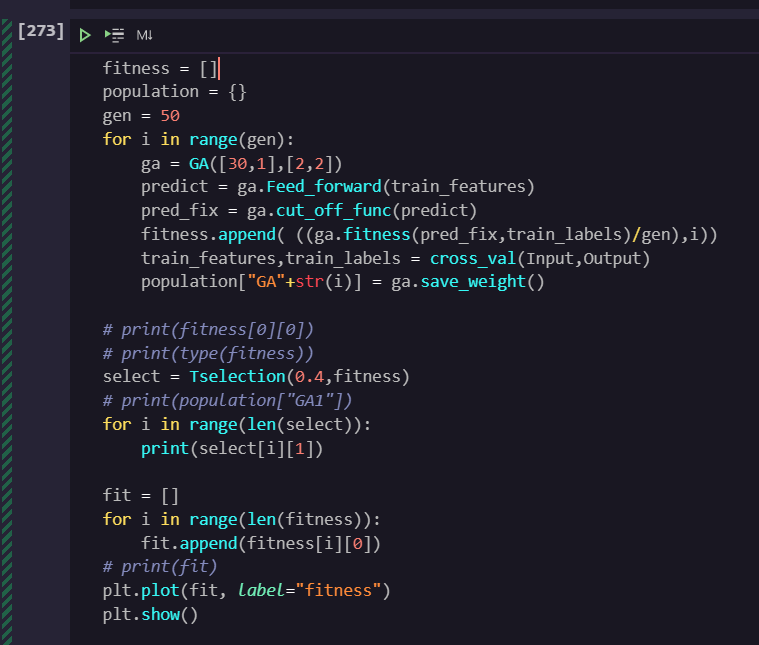 [273]
M↓
fitness = []
population = {}
gen = 50
for i in range(gen):
    ga = GA([30,1],[2,2])
    predict = ga.Feed_forward(train_features)
    pred_fix = ga.cut_off_func(predict)
    fitness.append( ((ga.fitness(pred_fix,train_labels)/gen),i))
    train_features,train_labels = cross_val(Input,Output)
    population["GA"+str(i)] = ga.save_weight()

# print(fitness[0][0])
# print(type(fitness))
select = Tselection(0.4,fitness)
# print(population["GA1"])
for i in range(len(select)):
    print(select[i][1])

fit = []
for i in range(len(fitness)):
    fit.append(fitness[i][0])
# print(fit)
plt.plot(fit, label="fitness")
plt.show()